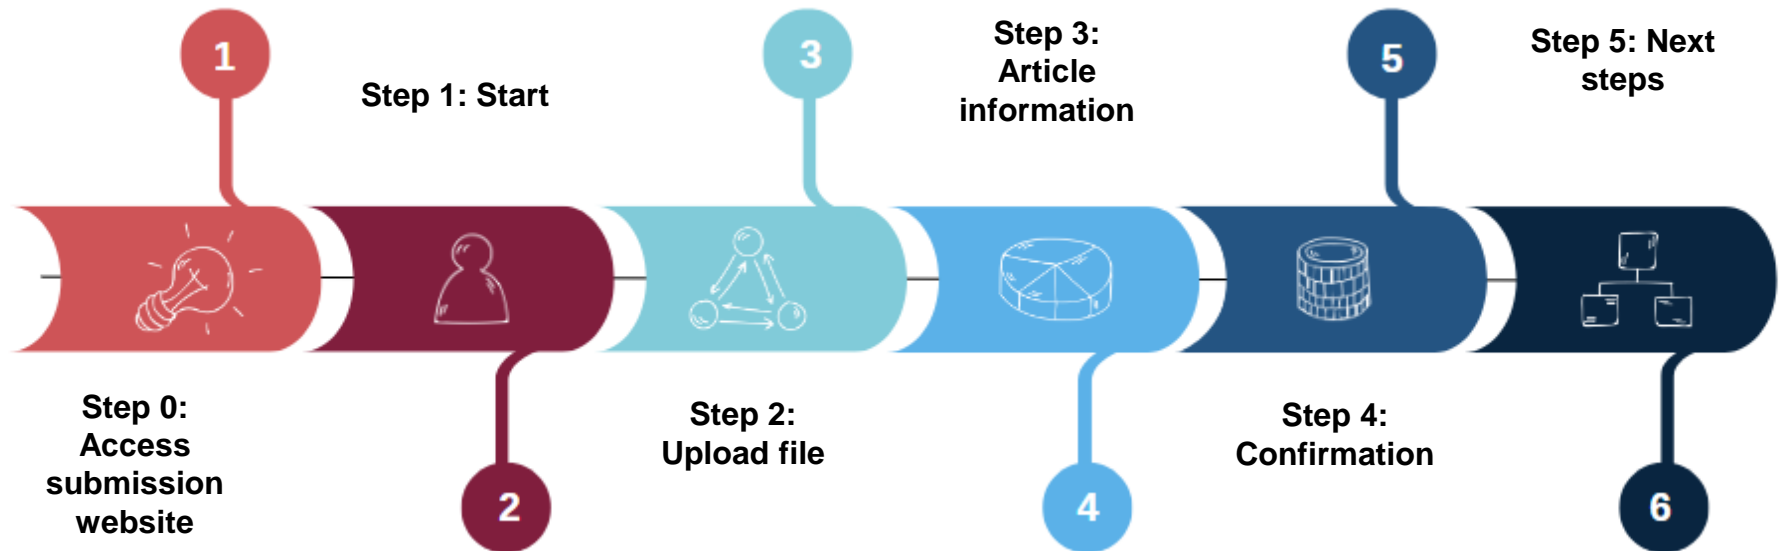 1
Step 1: Start
3
Step 3:
Article
information
5
Step 5: Next
steps
Step 0:
Access
submission
website
2
Step 2:
Upload file
4
Step 4:
Confirmation
6